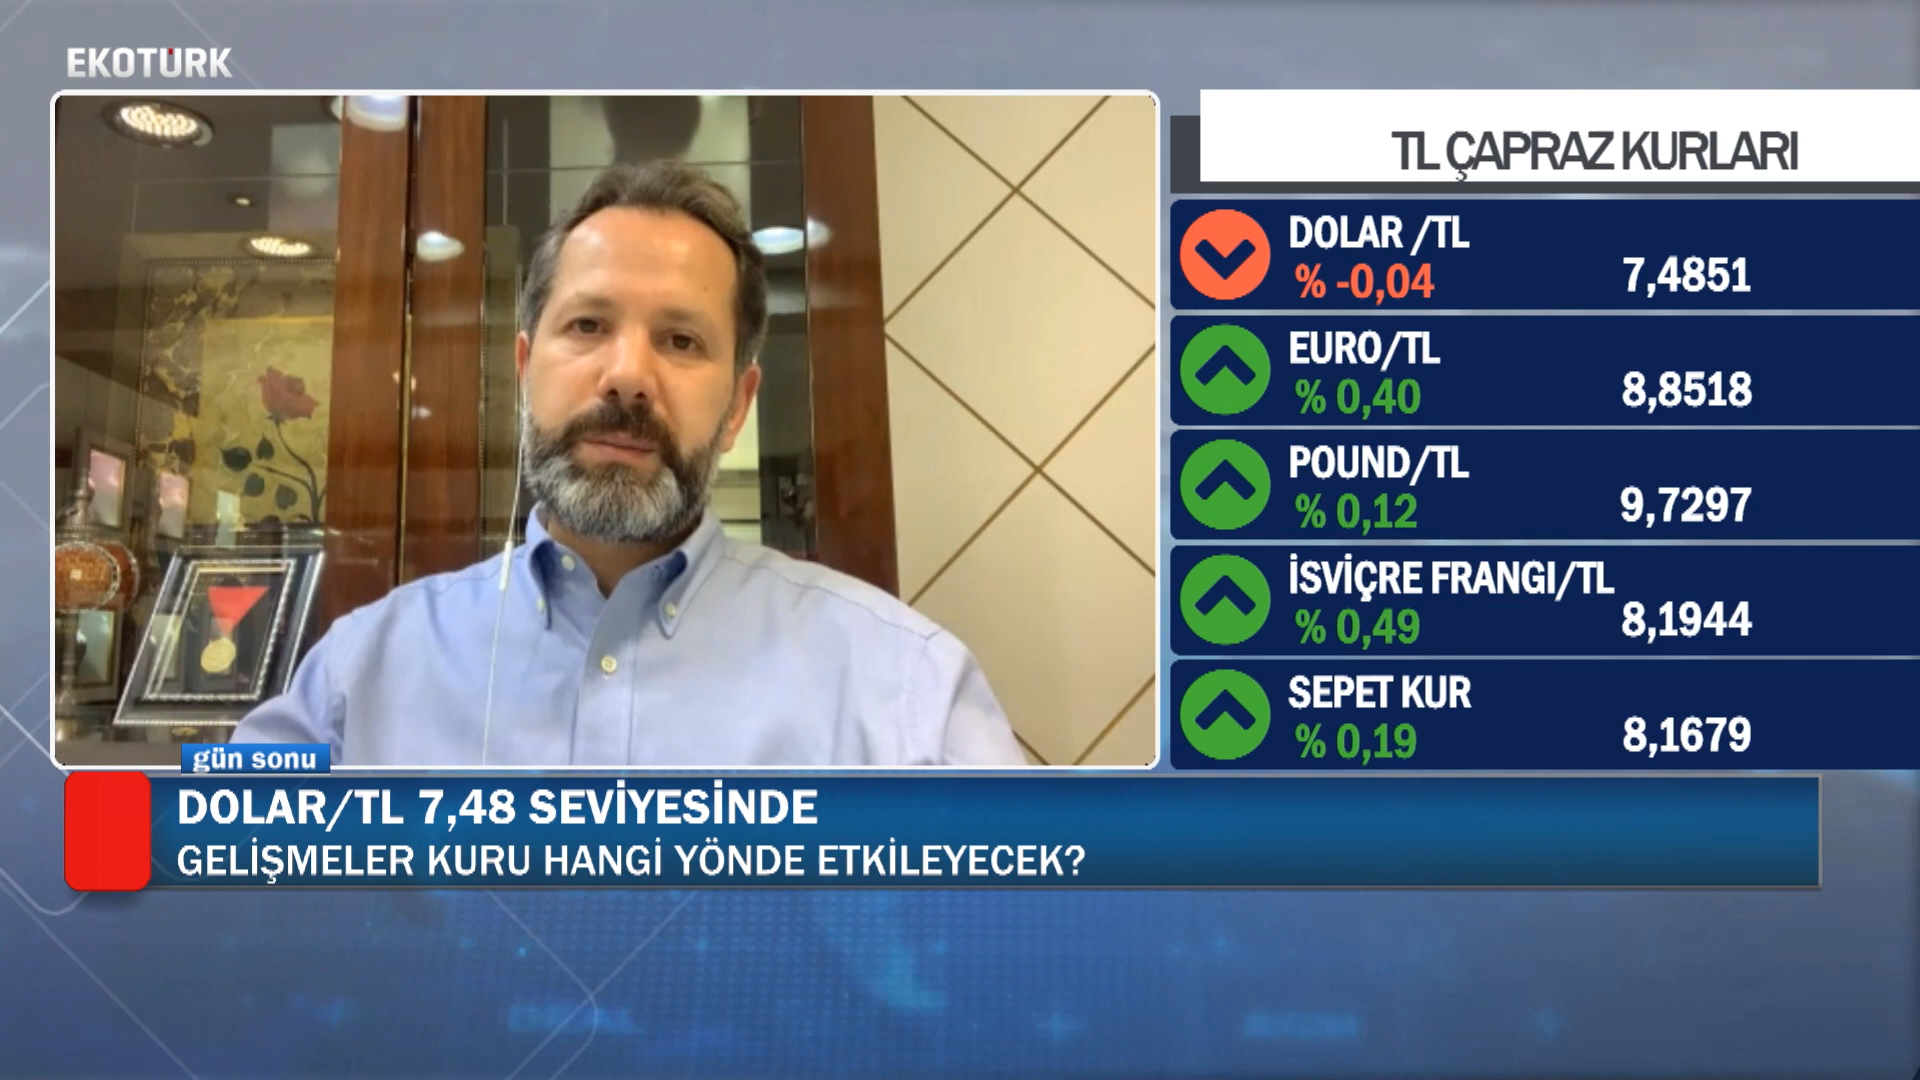 EKOTÜRK
TL ÇAPRAZ KURLARI
DOLAR /TL
% -0,04
7,4851
EURO/TL
% 0,40
8,8518
POUND/TL
% 0,12
9,7297
İSVİÇRE FRANGI/TL
% 0,49
8,1944
SEPET KUR
% 0,19
8,1679
gün sonu
DOLAR/TL 7,48 SEVİYESİNDE
GELİŞMELER KURU HANGİ YÖNDE ETKİLEYECEK?